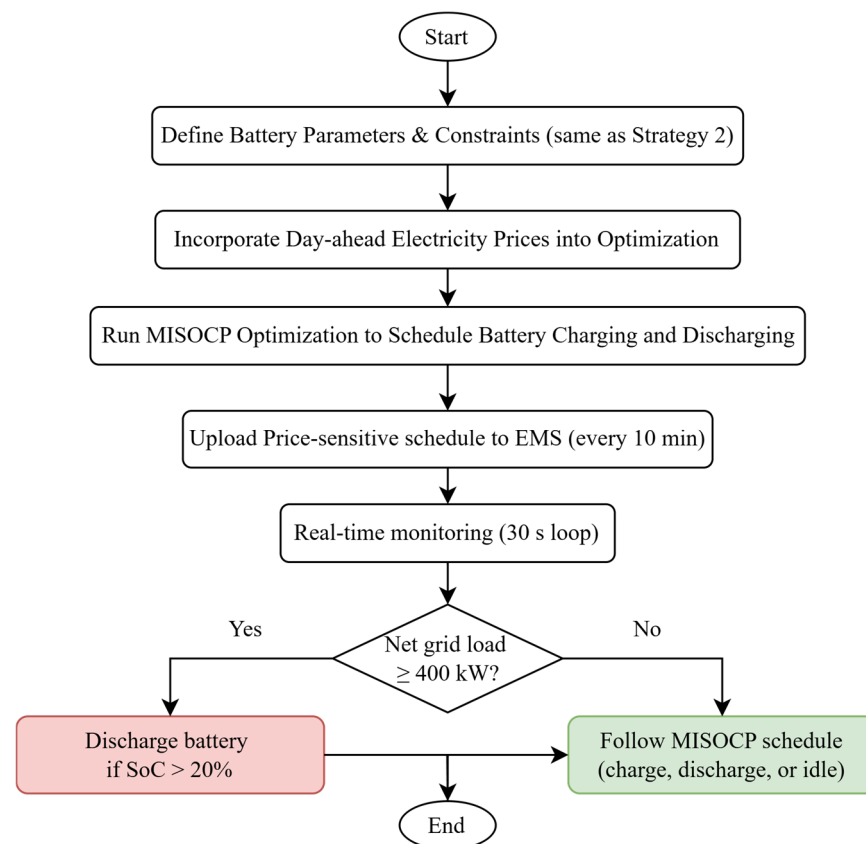 Start
Define Battery Parameters & Constraints (same as Strategy 2)
Incorporate Day-ahead Electricity Prices into Optimization
Run MISOCP Optimization to Schedule Battery Charging and Discharging
Upload Price-sensitive schedule to EMS (every 10 min)
Real-time monitoring (30 s loop)
Yes
No
Net grid load
≥ 400 kW?
Discharge battery
if SoC > 20%
Follow MISOCP schedule
(charge, discharge, or idle)
End